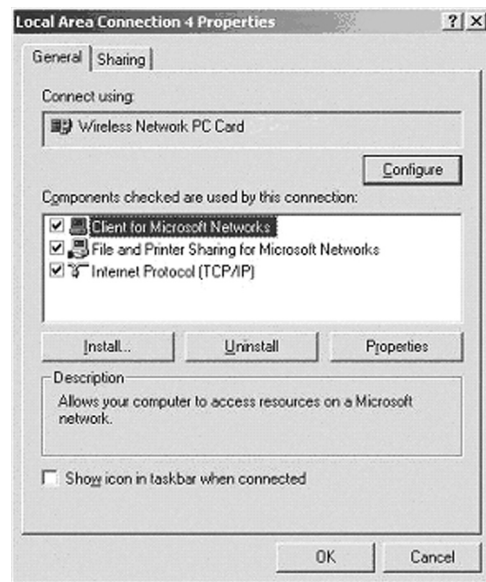 Local Area Connection 4 Properties
General
Sharing
Connect using:
Wireless Network PC Card
Configure
Components checked are used by this connection:
Client for Microsoft Networks
File and Printer Sharing for Microsoft Networks
Internet Protocol (TCP/IP)
Install...
Uninstall
Properties
Description
Allows your computer to access resources on a Microsoft
network.
Show icon in taskbar when connected
OK
Cancel